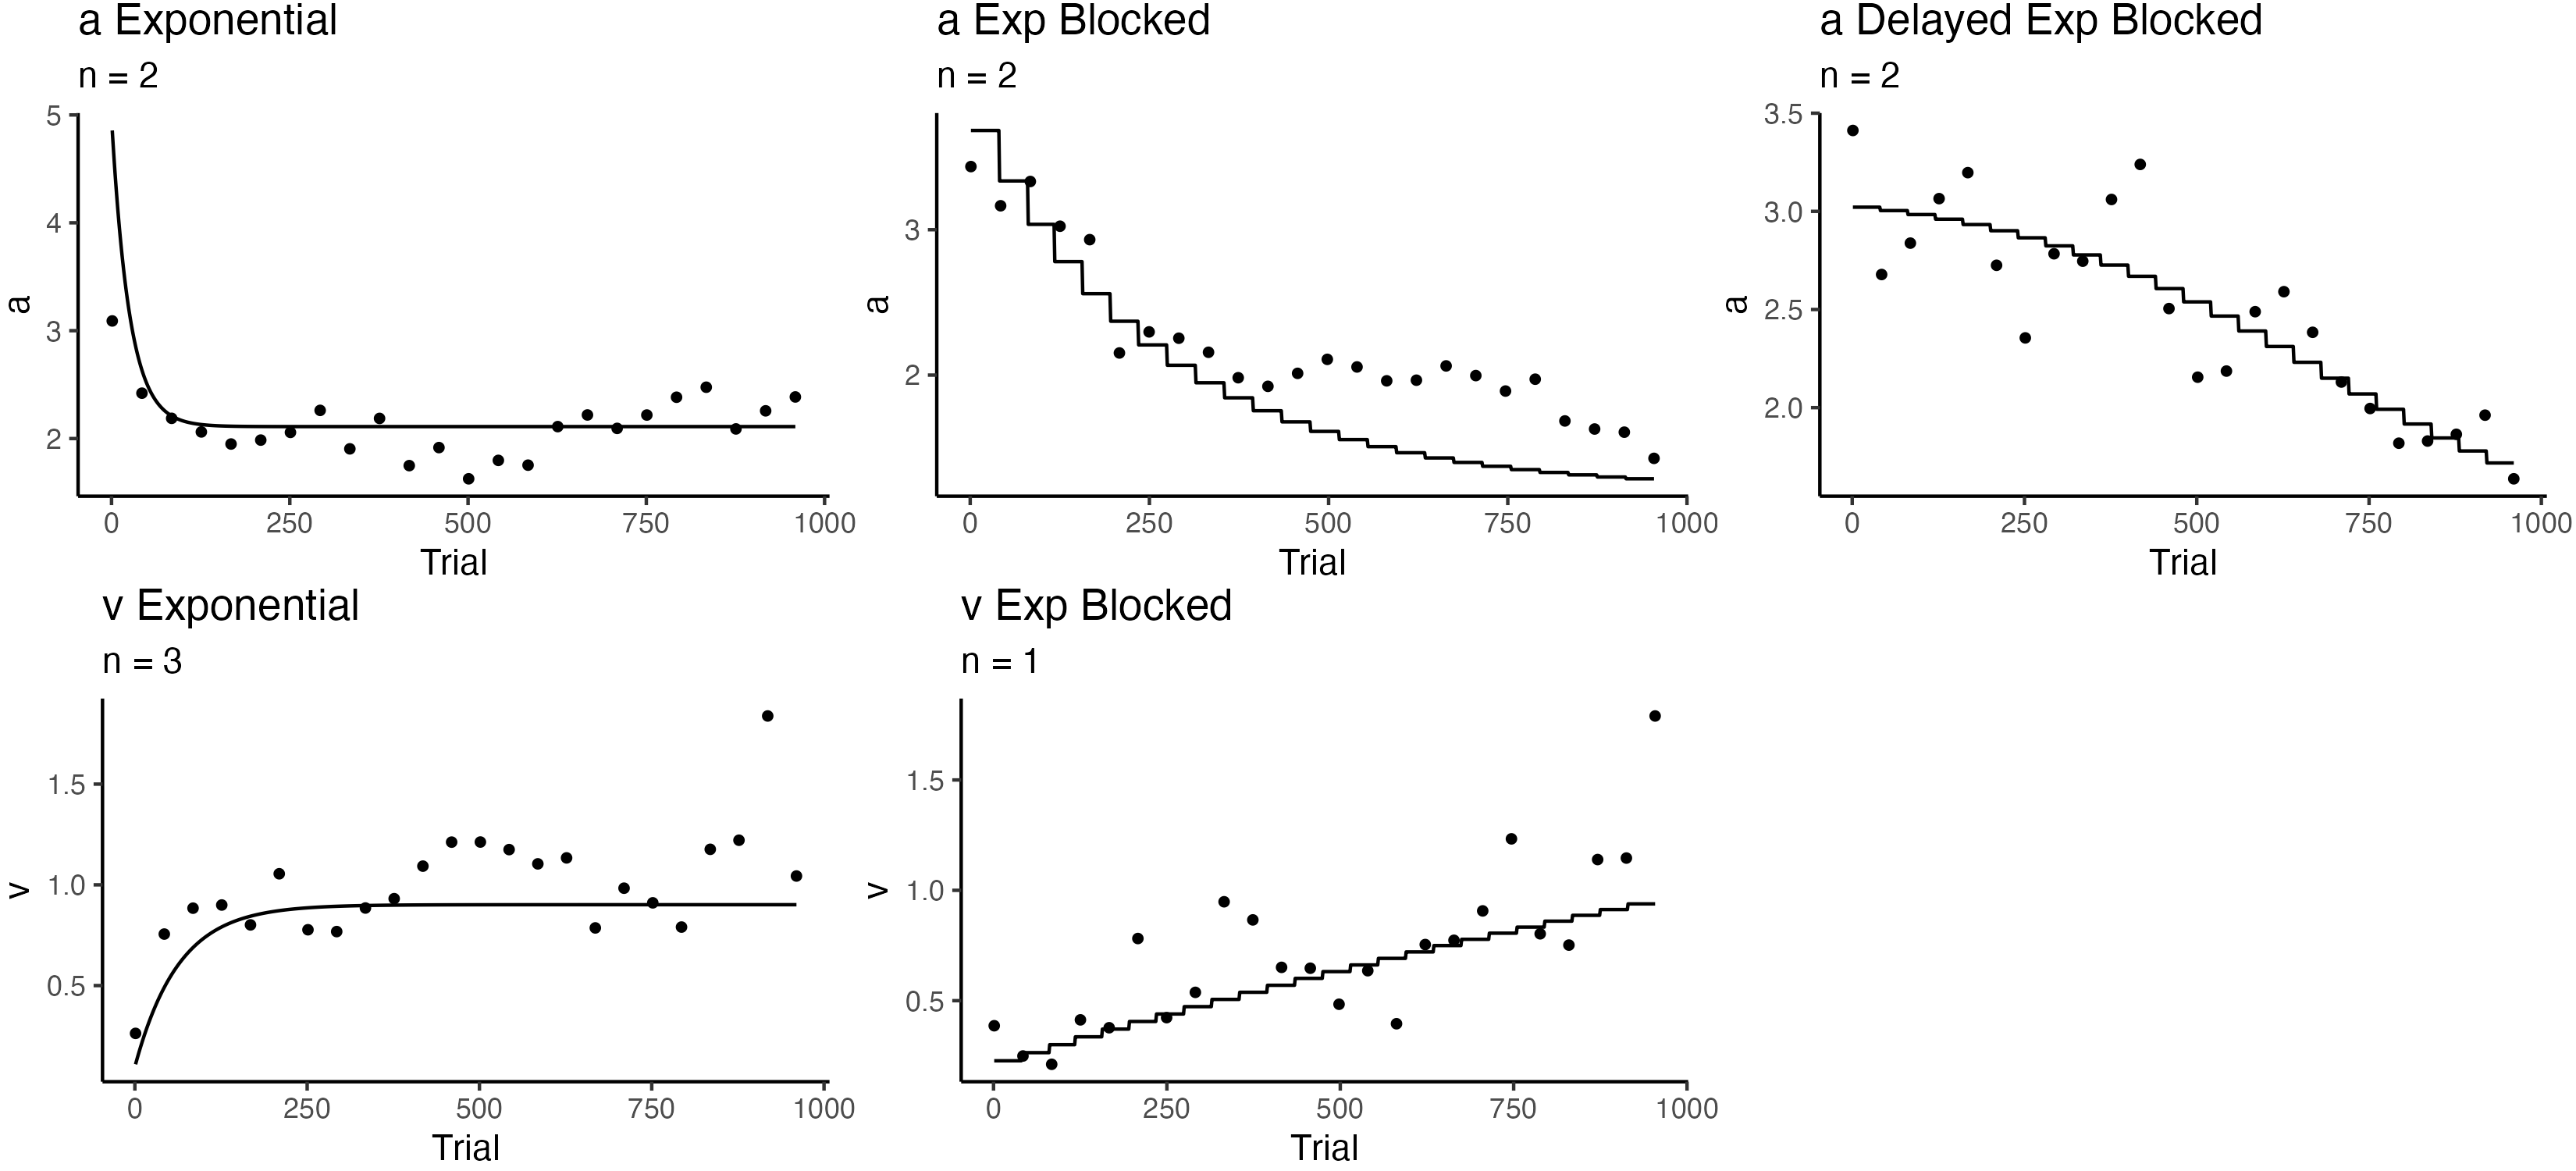 a Exponential
n = 2
5
4
3
2
a
0 250 500 750 1000
Trial
a Exp Blocked
n = 2
3
2
a
0 250 500 750 1000
Trial
a Delayed Exp Blocked
n = 2
3.5
3.0
2.5
2.0
a
0 250 500 750 1000
Trial
v Exponential
n = 3
1.5
1.0
0.5
v
0 250 500 750 1000
Trial
v Exp Blocked
n = 1
1.5
1.0
0.5
v
0 250 500 750 1000
Trial